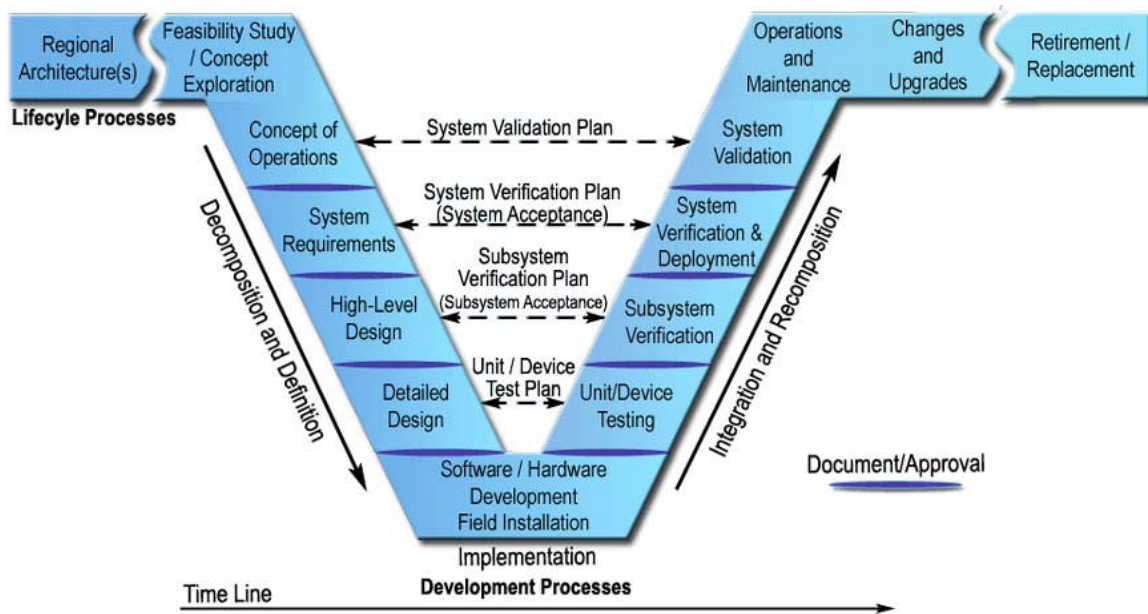 Regional
Architecture(s)
Feasibility Study
/ Concept
Exploration
Operations
and
Maintenance
Changes
and
Upgrades
Retirement /
Replacement
Lifecyle Processes
Concept of
Operations
System Validation Plan
System
Validation
System
Requirements
System Verification Plan
(System Acceptance)
System
Verification &
Deployment
High-Level
Design
Subsystem
Verification Plan
(Subsystem Acceptance)
Subsystem
Verification
Detailed
Design
Unit / Device
Test Plan
Unit/Device
Testing
Decomposition and Definition
Integration and Recomposition
Software / Hardware
Development
Field Installation
Document/Approval
Implementation
Development Processes
Time Line